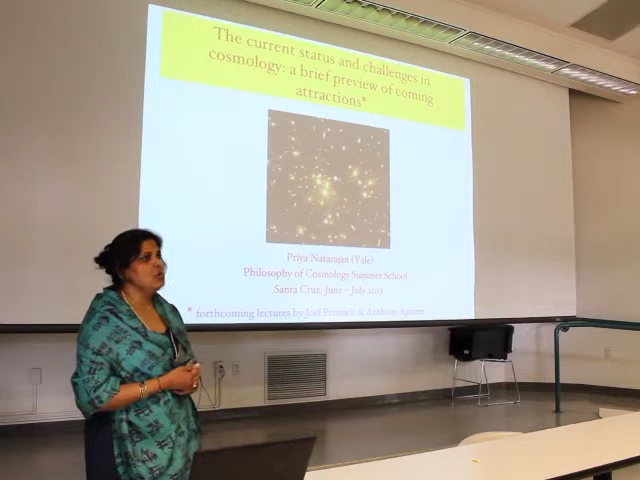 The current status and challenges in
cosmology: a brief preview of coming
attractions*
Priya Natarajan (Yale)
Philosophy of Cosmology Summer School
Santa Cruz, June – July 2013
* forthcoming lectures by Joel Primack & Anthony Aguirre